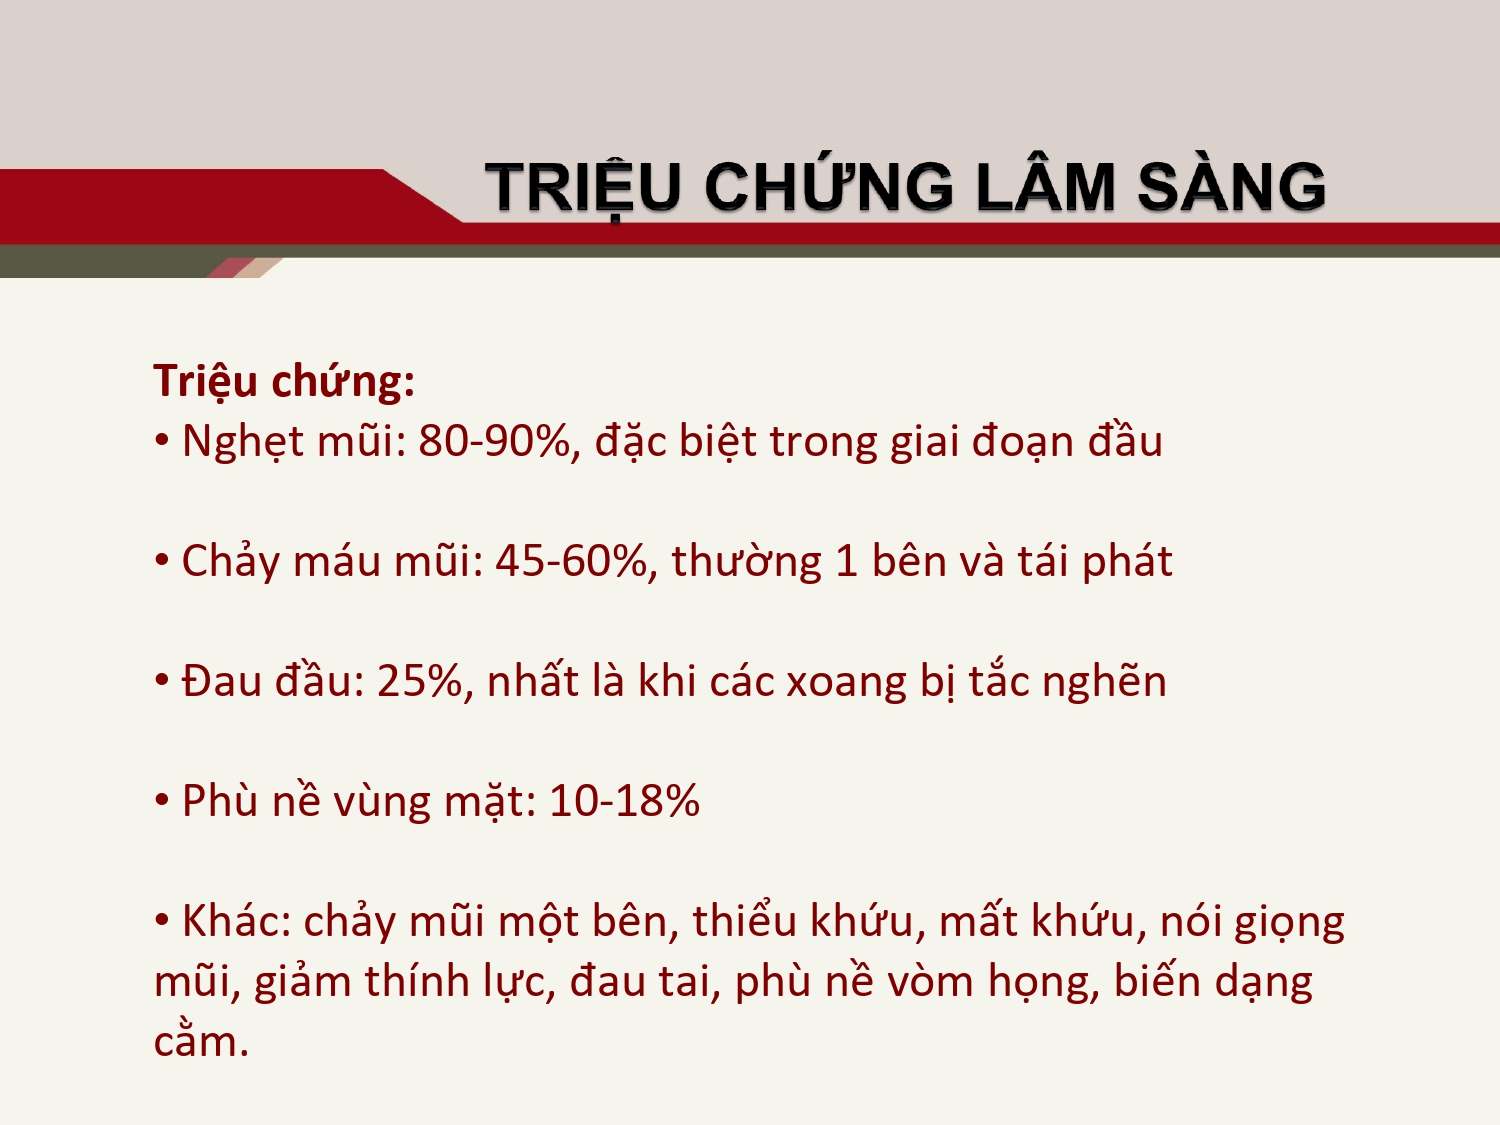 TRIỆU CHỨNG LÂM SÀNG
Triệu chứng:
• Nghẹt mũi: 80-90%, đặc biệt trong giai đoạn đầu
• Chảy máu mũi: 45-60%, thường 1 bên và tái phát
• Đau đầu: 25%, nhất là khi các xoang bị tắc nghẽn
• Phù nề vùng mặt: 10-18%
• Khác: chảy mũi một bên, thiểu khứu, mất khứu, nói giọng
mũi, giảm thính lực, đau tai, phù nề vòm họng, biến dạng
cằm.